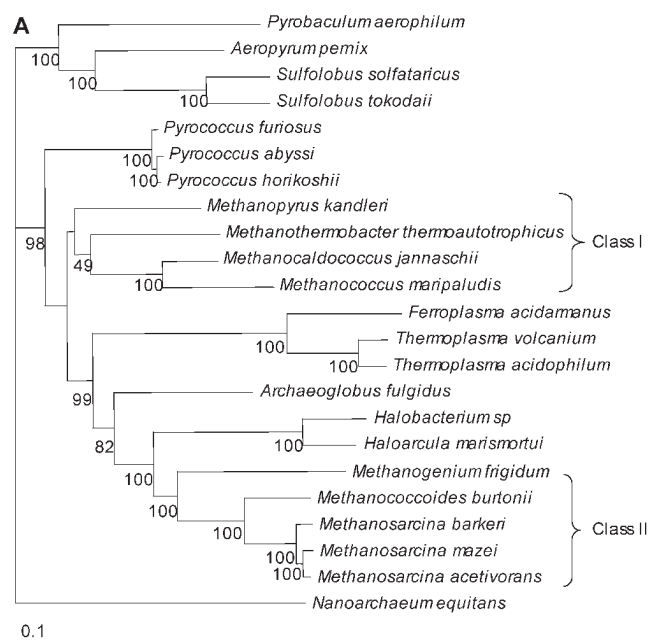 A
Pyrobaculum aerophilum
Aeropyrum pernix
100
100
Sulfolobus solfataricus
100
Sulfolobus tokodaii
Pyrococcus furiosus
100
Pyrococcus abyssi
100
Pyrococcus horikoshii
Methanopyrus kandleri
98
Methanothermobacter thermoautotrophicus
Class I
49
Methanocaldococcus jannaschii
100
Methanococcus maripaludis
Ferroplasma acidarmanus
100
Thermoplasma volcanium
100
Thermoplasma acidophilum
99
Archaeoglobus fulgidus
Halobacterium sp
82
100
Haloarcula marismortui
100
Methanogenium frigidum
100
Methanococcoides burtonii
100
Methanosarcina barkeri
Class II
100
Methanosarcina mazei
100
Methanosarcina acetivorans
Nanoarchaeum equitans
0.1